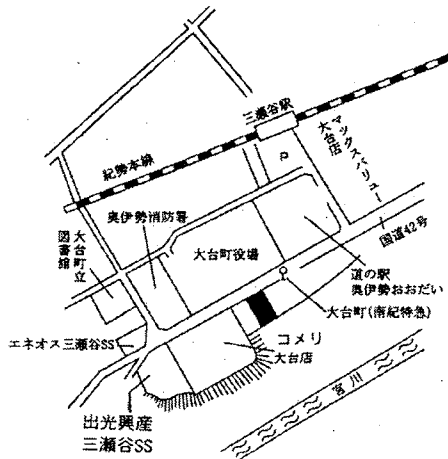 三瀬谷駅
マックスバリュー
大台店
紀勢本線
P
奥伊勢消防署
国道42号
大台町立
図書館
大台町役場
道の駅
奥伊勢おおだい
大台町(南紀特急)
エネオス三瀬谷SS
コメリ
大台店
宮川
出光興産
三瀬谷SS